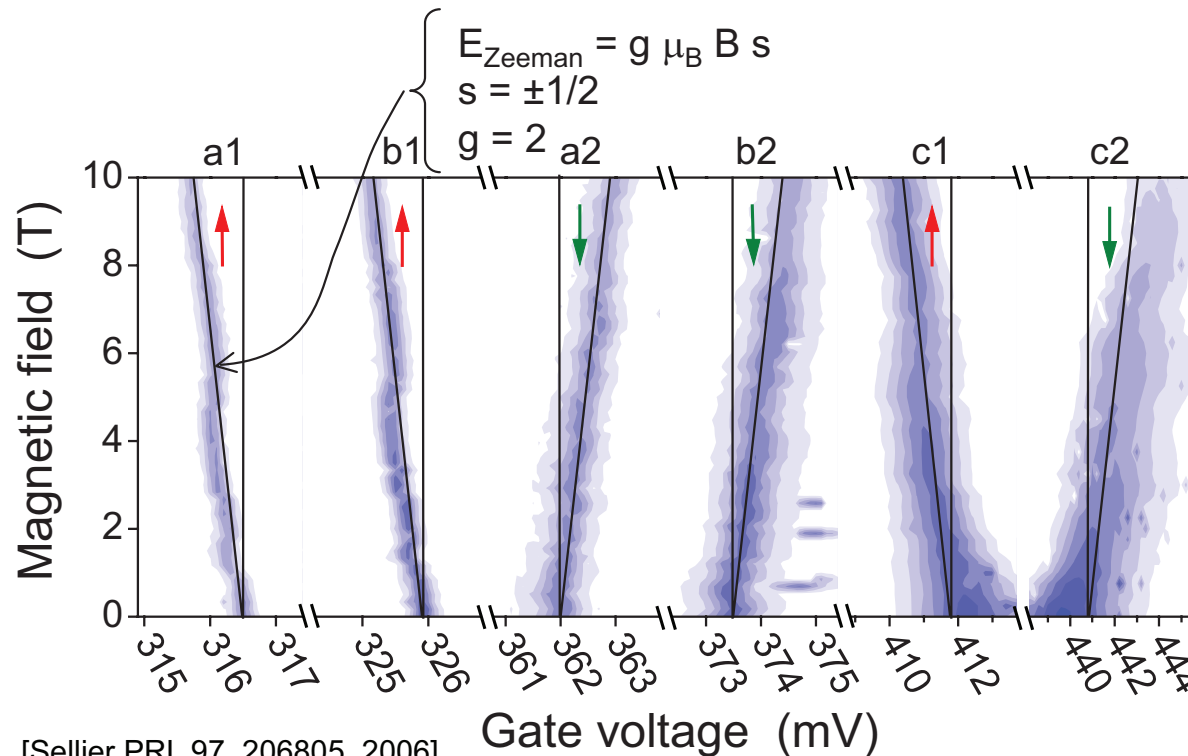 E_Zeeman = g μ_B B s
s = ±1/2
g = 2
a1 b1 a2 b2 c1 c2
Magnetic field (T)
10
8
6
4
2
0
315 316 317 325 326 361 362 363 373 374 375 410 412 440 442 444
Gate voltage (mV)
[Sellier PRL 97, 206805, 2006]